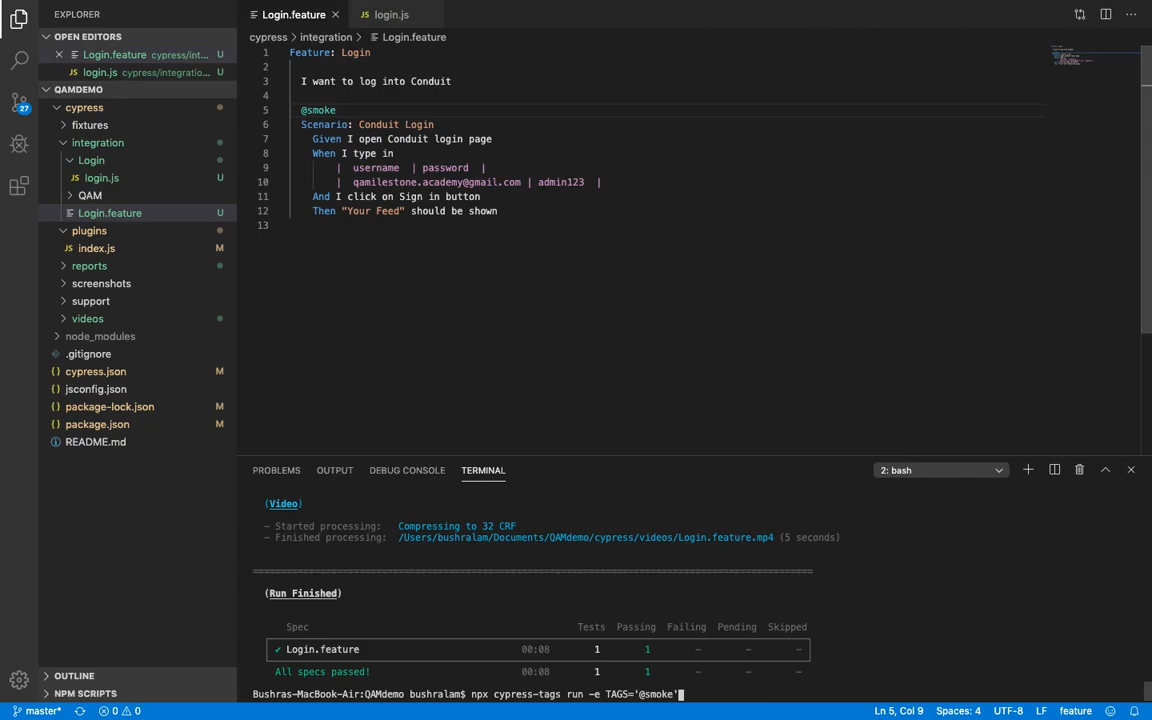 EXPLORER
OPEN EDITORS
Login.feature cypress/int... U
JS login.js cypress/integratio... U
QAMDEMO
cypress
fixtures
integration
Login
JS login.js U
QAM
Login.feature U
plugins
JS index.js M
reports
screenshots
support
videos
node_modules
.gitignore
{} cypress.json M
{} jsconfig.json
{} package-lock.json M
{} package.json M
README.md
OUTLINE
NPM SCRIPTS
27
Login.feature
JS login.js
cypress > integration > Login.feature
1 Feature: Login
2
3 I want to log into Conduit
4
5 @smoke
6 Scenario: Conduit Login
7 Given I open Conduit login page
8 When I type in
9 | username | password |
10 | qamilestone.academy@gmail.com | admin123 |
11 And I click on Sign in button
12 Then "Your Feed" should be shown
13
PROBLEMS OUTPUT DEBUG CONSOLE TERMINAL 2: bash
(Video)
- Started processing: Compressing to 32 CRF
- Finished processing: /Users/bushralam/Documents/QAMdemo/cypress/videos/Login.feature.mp4 (5 seconds)
(Run Finished)
Spec Tests Passing Failing Pending Skipped
✓ Login.feature 00:08 1 1 - - -
All specs passed! 00:08 1 1 - - -
Bushras-MacBook-Air:QAMdemo bushralam$ npx cypress-tags run -e TAGS='@smoke'
master* 0 0 Ln 5, Col 9 Spaces: 4 UTF-8 LF feature